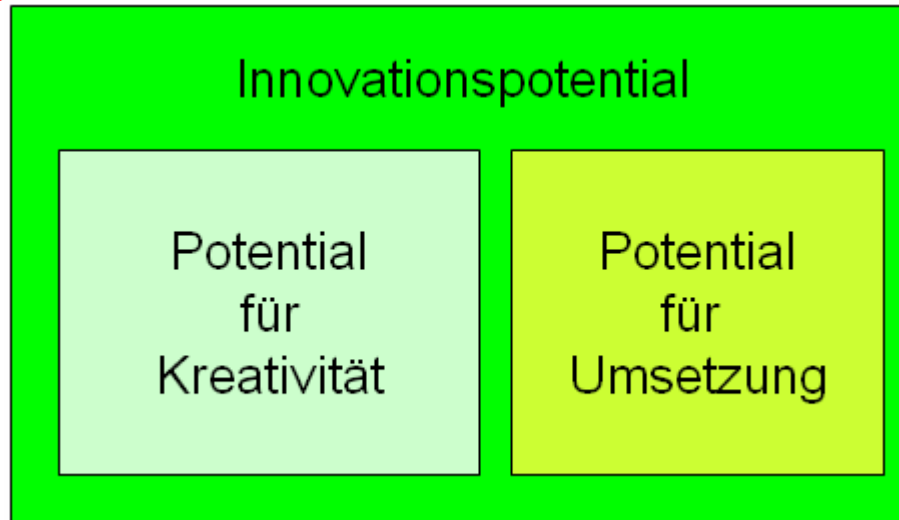 Innovationspotential
Potential
für
Kreativität
Potential
für
Umsetzung